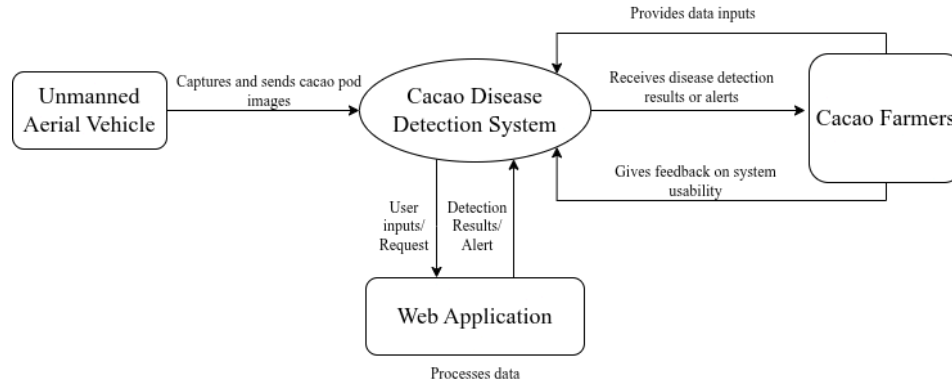 Provides data inputs
Captures and sends cacao pod
images
Receives disease detection
results or alerts
Unmanned
Aerial Vehicle
Cacao Disease
Detection System
Cacao Farmers
Gives feedback on system
usability
User
inputs/
Request
Detection
Results/
Alert
Web Application
Processes data